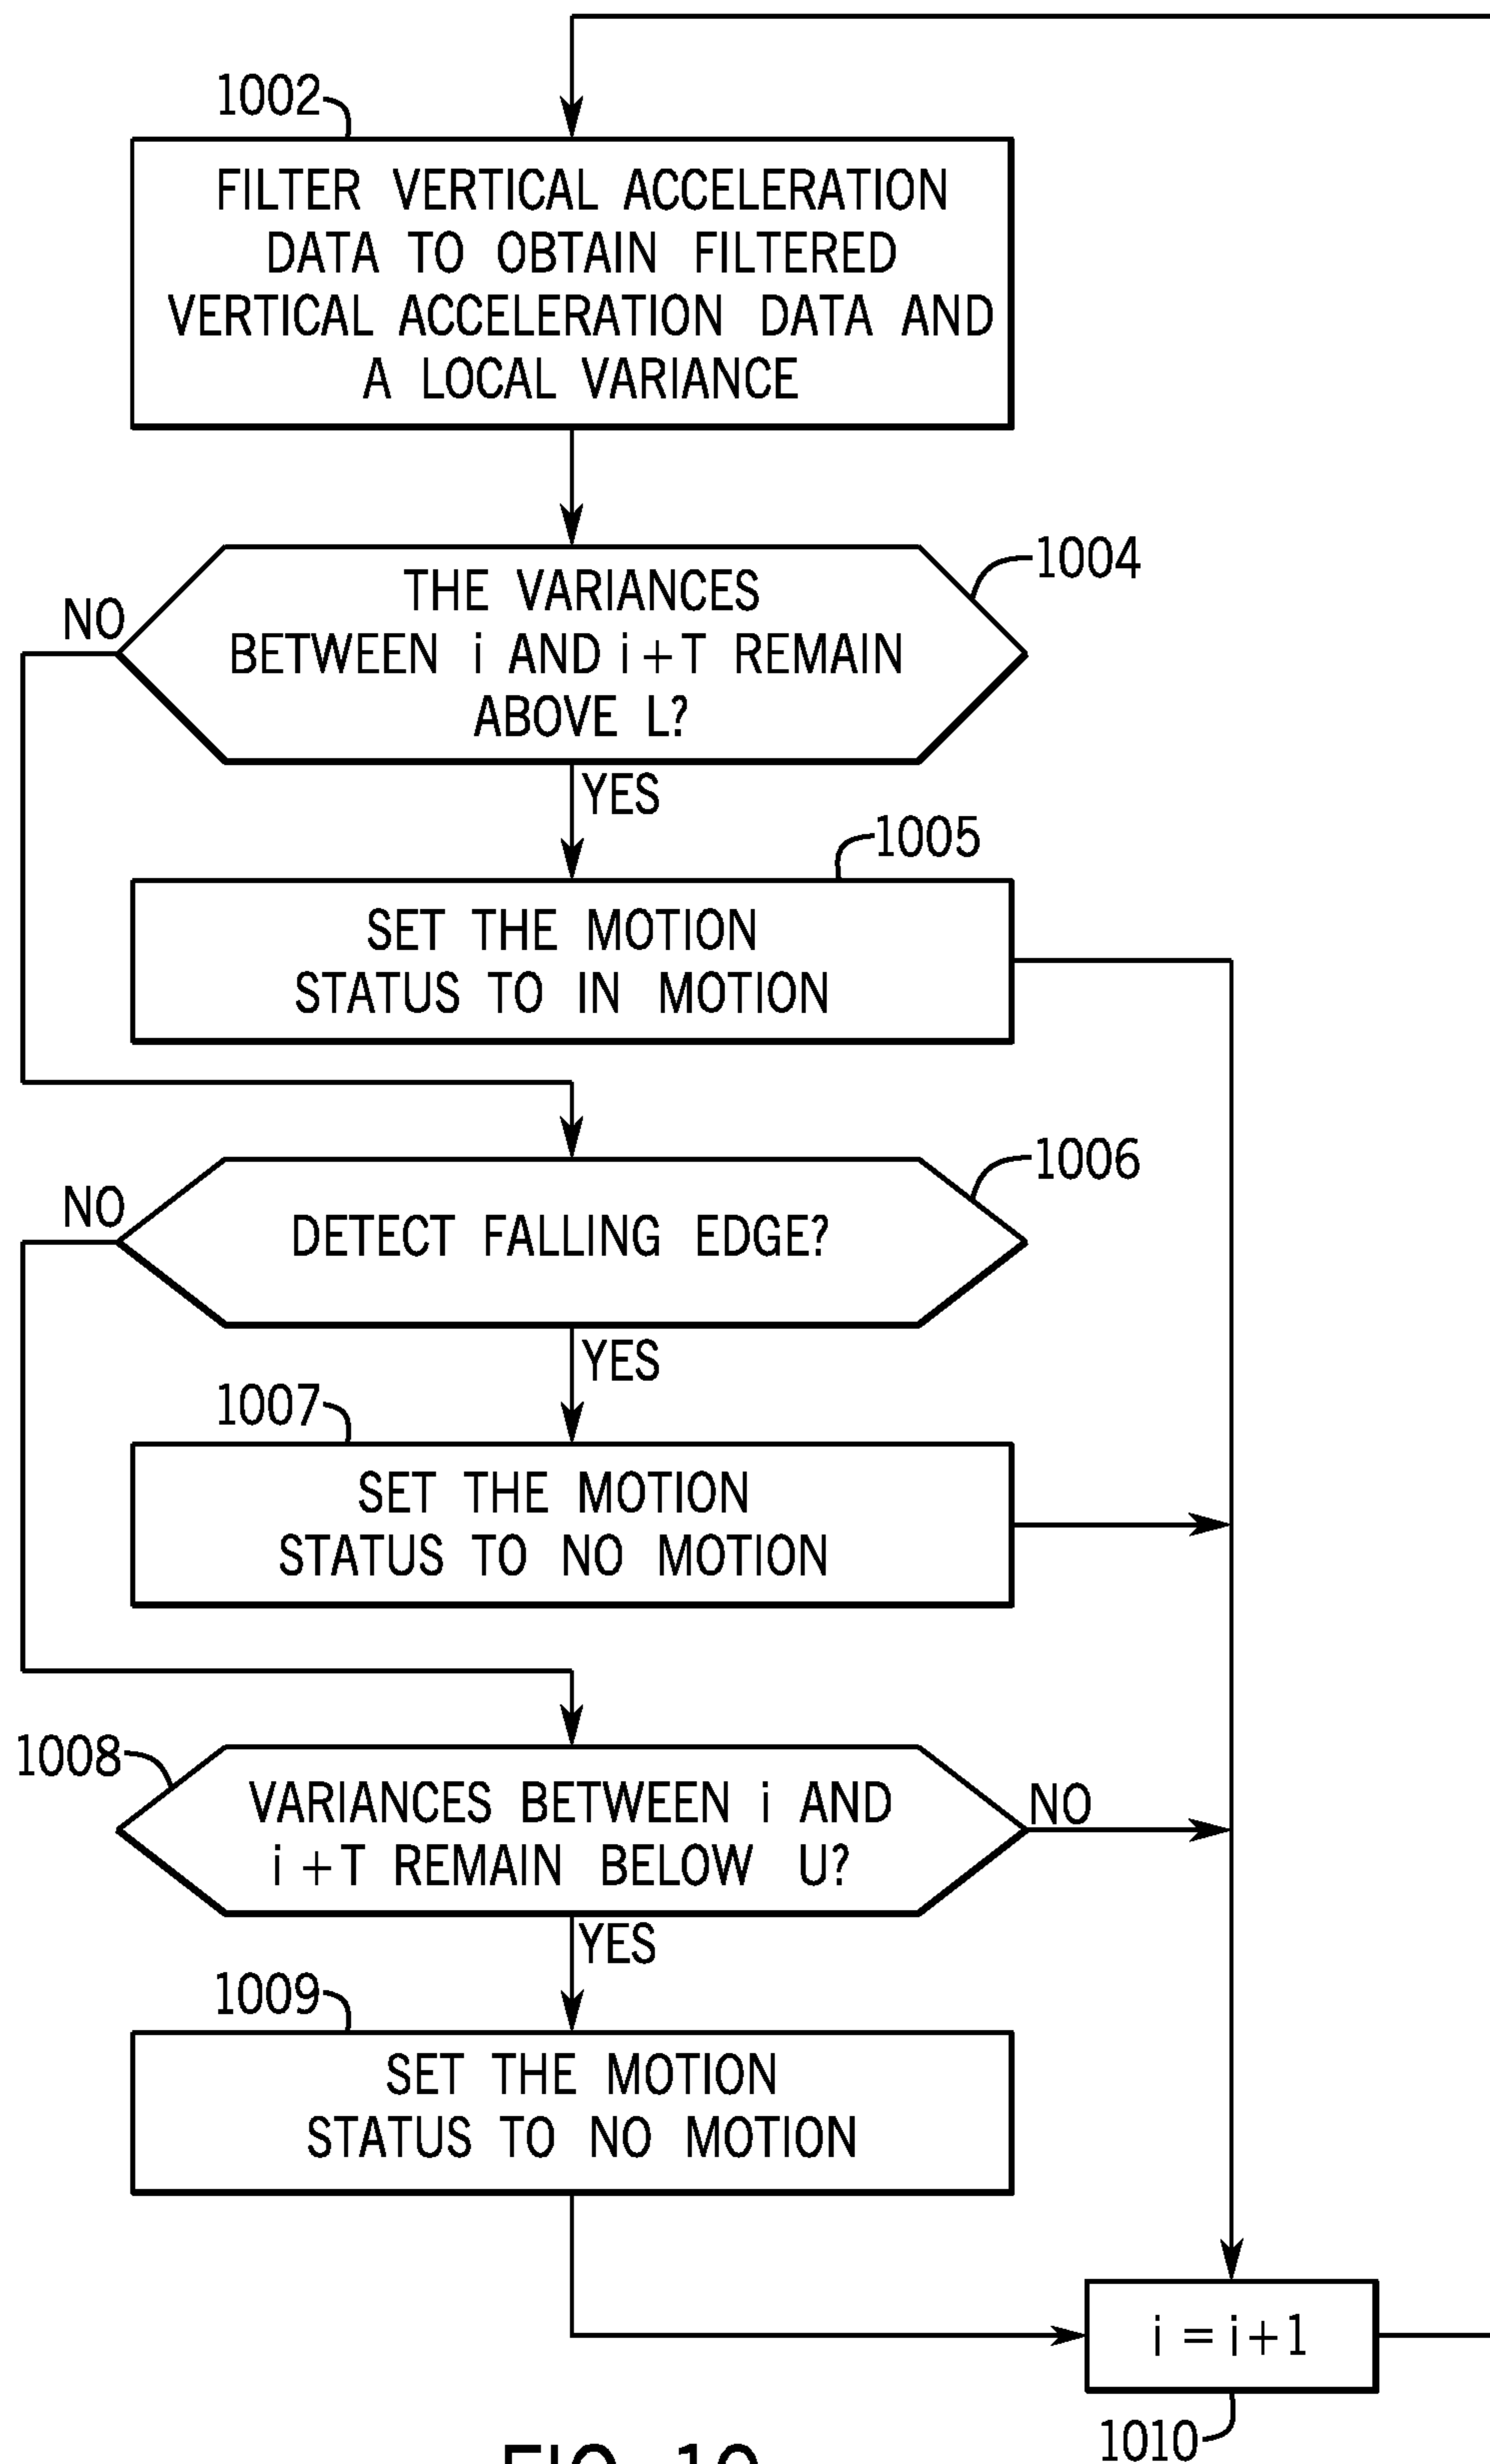 1002
FILTER VERTICAL ACCELERATION
DATA TO OBTAIN FILTERED
VERTICAL ACCELERATION DATA AND
A LOCAL VARIANCE
1004
NO
THE VARIANCES
BETWEEN i AND i+T REMAIN
ABOVE L?
YES
1005
SET THE MOTION
STATUS TO IN MOTION
1006
NO
DETECT FALLING EDGE?
YES
1007
SET THE MOTION
STATUS TO NO MOTION
1008
VARIANCES BETWEEN i AND
i+T REMAIN BELOW U?
NO
YES
1009
SET THE MOTION
STATUS TO NO MOTION
i = i+1
1010